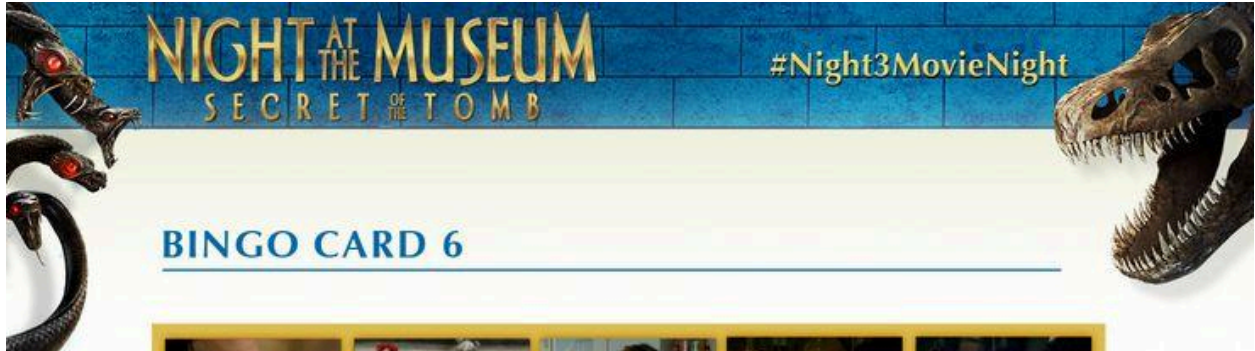 NIGHT AT THE MUSEUM
SECRET OF THE TOMB
#Night3MovieNight
BINGO CARD 6